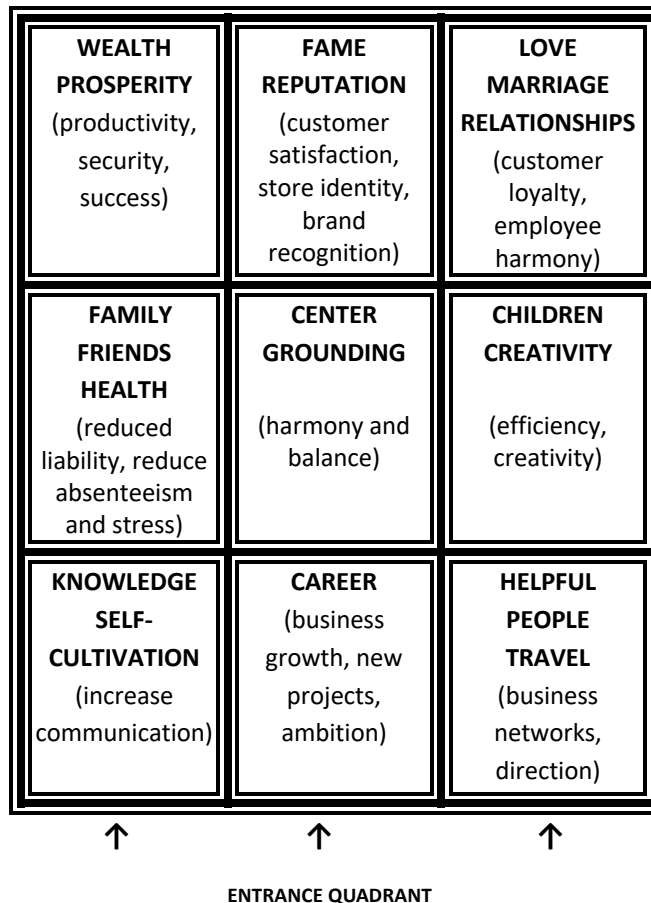 WEALTH
PROSPERITY
(productivity,
security,
success)
FAME
REPUTATION
(customer
satisfaction,
store identity,
brand
recognition)
LOVE
MARRIAGE
RELATIONSHIPS
(customer
loyalty,
employee
harmony)
FAMILY
FRIENDS
HEALTH
(reduced
liability, reduce
absenteeism
and stress)
CENTER
GROUNDING
(harmony and
balance)
CHILDREN
CREATIVITY
(efficiency,
creativity)
KNOWLEDGE
SELF-
CULTIVATION
(increase
communication)
CAREER
(business
growth, new
projects,
ambition)
HELPFUL
PEOPLE
TRAVEL
(business
networks,
direction)
↑ ↑ ↑
ENTRANCE QUADRANT